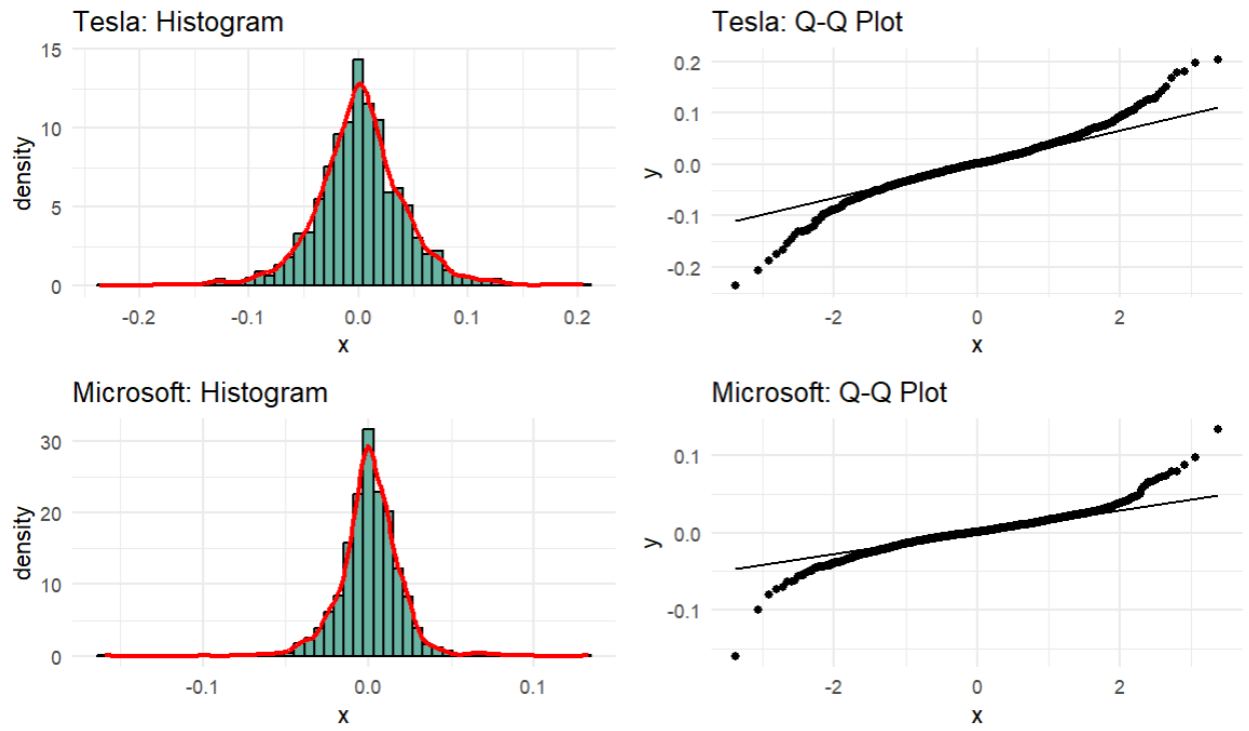 Tesla: Histogram
15
10
5
0
density
-0.2 -0.1 0.0 0.1 0.2
x
Tesla: Q-Q Plot
0.2
0.1
0.0
-0.1
-0.2
y
-2 0 2
x
Microsoft: Histogram
30
20
10
0
density
-0.1 0.0 0.1
x
Microsoft: Q-Q Plot
0.1
0.0
-0.1
y
-2 0 2
x